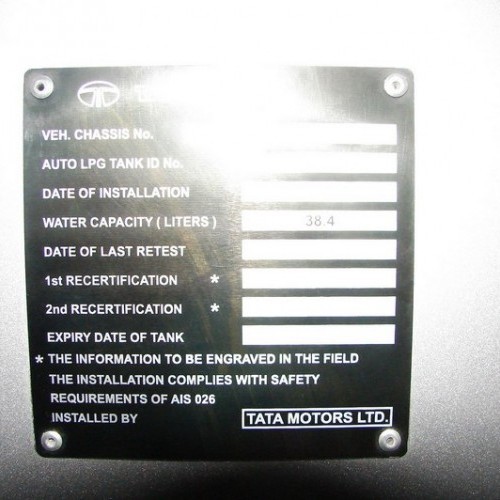 VEH. CHASSIS No.
AUTO LPG TANK ID No.
DATE OF INSTALLATION
WATER CAPACITY ( LITERS ) 38.4
DATE OF LAST RETEST
1st RECERTIFICATION *
2nd RECERTIFICATION *
EXPIRY DATE OF TANK
* THE INFORMATION TO BE ENGRAVED IN THE FIELD
THE INSTALLATION COMPLIES WITH SAFETY
REQUIREMENTS OF AIS 026
INSTALLED BY TATA MOTORS LTD.